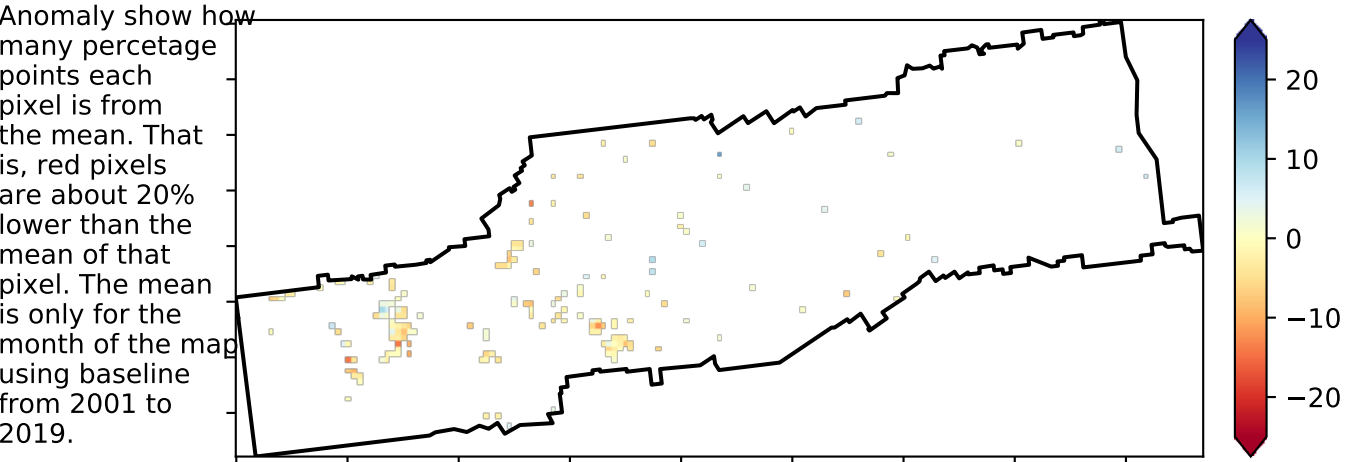 Anomaly show how
many percetage
points each
pixel is from
the mean. That
is, red pixels
are about 20%
lower than the
mean of that
pixel. The mean
is only for the
month of the map
using baseline
from 2001 to
2019.
20
10
0
−10
−20